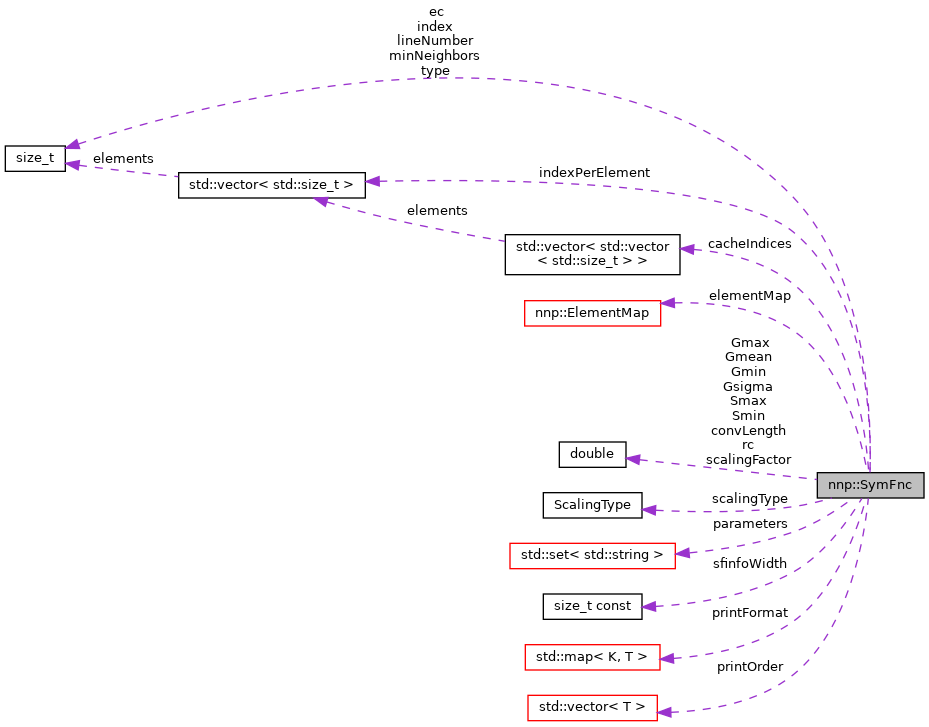 ec
index
lineNumber
minNeighbors
type
size_t
elements
std::vector< std::size_t >
indexPerElement
elements
std::vector< std::vector
< std::size_t > >
cacheIndices
nnp::ElementMap
elementMap
Gmax
Gmean
Gmin
Gsigma
Smax
Smin
convLength
rc
scalingFactor
double
nnp::SymFnc
ScalingType
scalingType
parameters
std::set< std::string >
sfinfoWidth
size_t const
printFormat
std::map< K, T >
printOrder
std::vector< T >